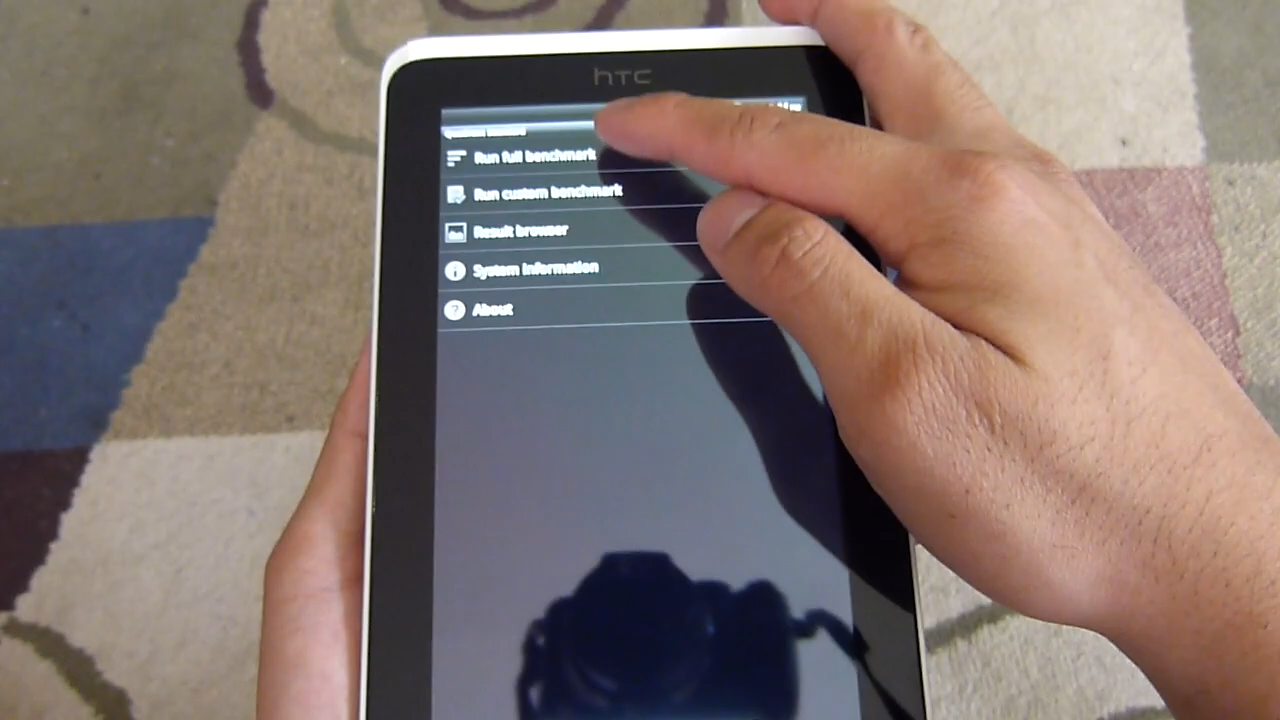 hTC
Run full benchmark
Run custom benchmark
Result browser
System information
About